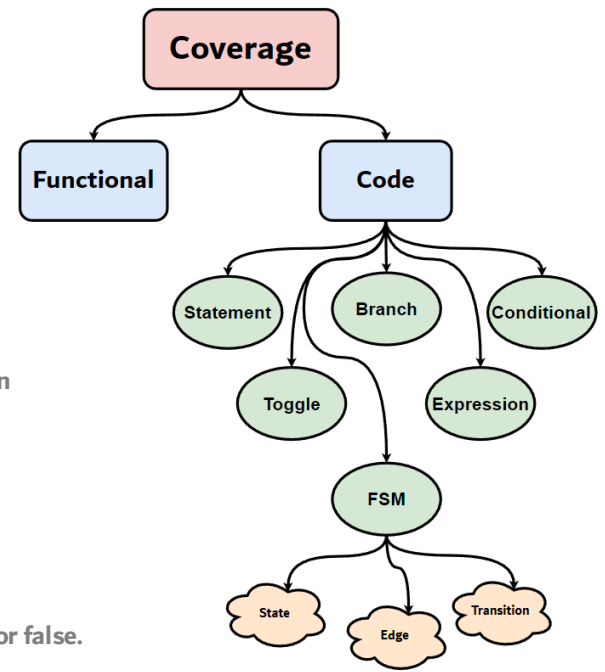 Coverage
Functional
Code
Statement
Branch
Conditional
n
Toggle
Expression
FSM
State
Transition
Edge
or false.